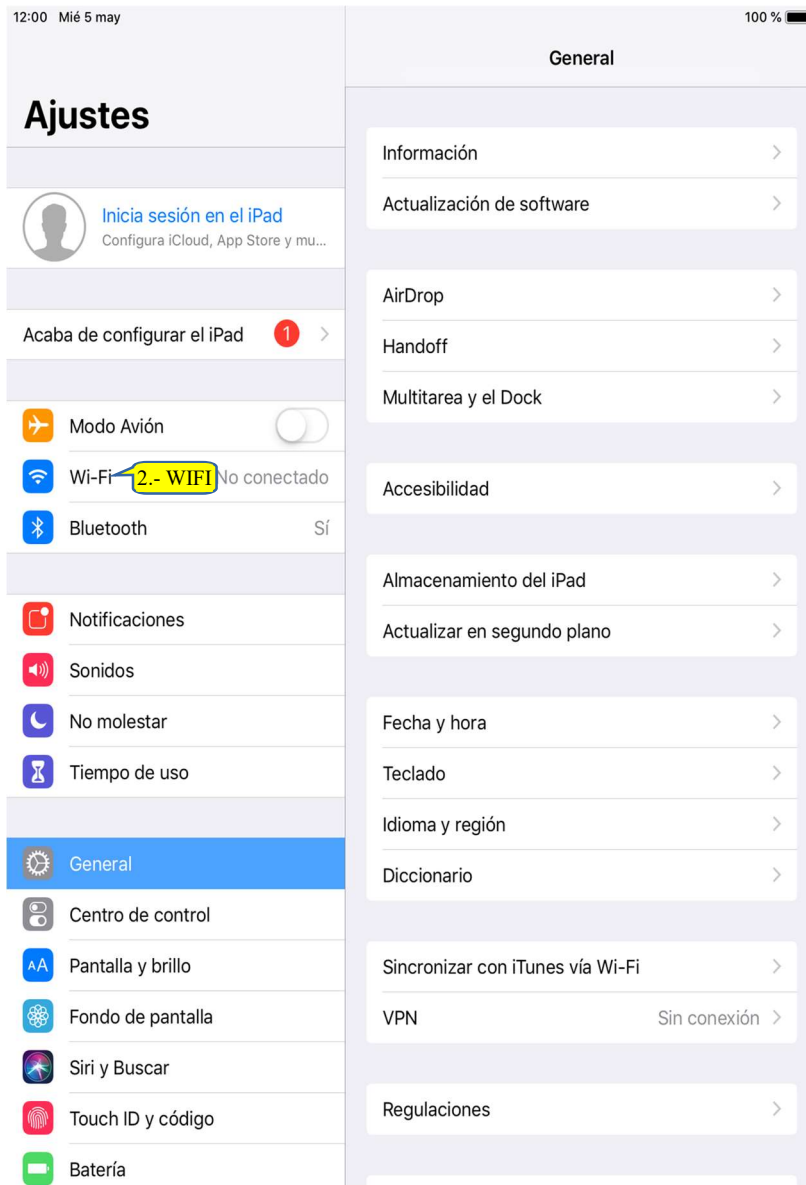 12:00 Mié 5 may
100 %
Ajustes
Inicia sesión en el iPad
Configura iCloud, App Store y mu...
Acaba de configurar el iPad 1
Modo Avión
Wi-Fi 2.- WIFI No conectado
Bluetooth Sí
Notificaciones
Sonidos
No molestar
Tiempo de uso
General
Centro de control
AA Pantalla y brillo
Fondo de pantalla
Siri y Buscar
Touch ID y código
Batería
General
Información
Actualización de software
AirDrop
Handoff
Multitarea y el Dock
Accesibilidad
Almacenamiento del iPad
Actualizar en segundo plano
Fecha y hora
Teclado
Idioma y región
Diccionario
Sincronizar con iTunes vía Wi-Fi
VPN Sin conexión
Regulaciones